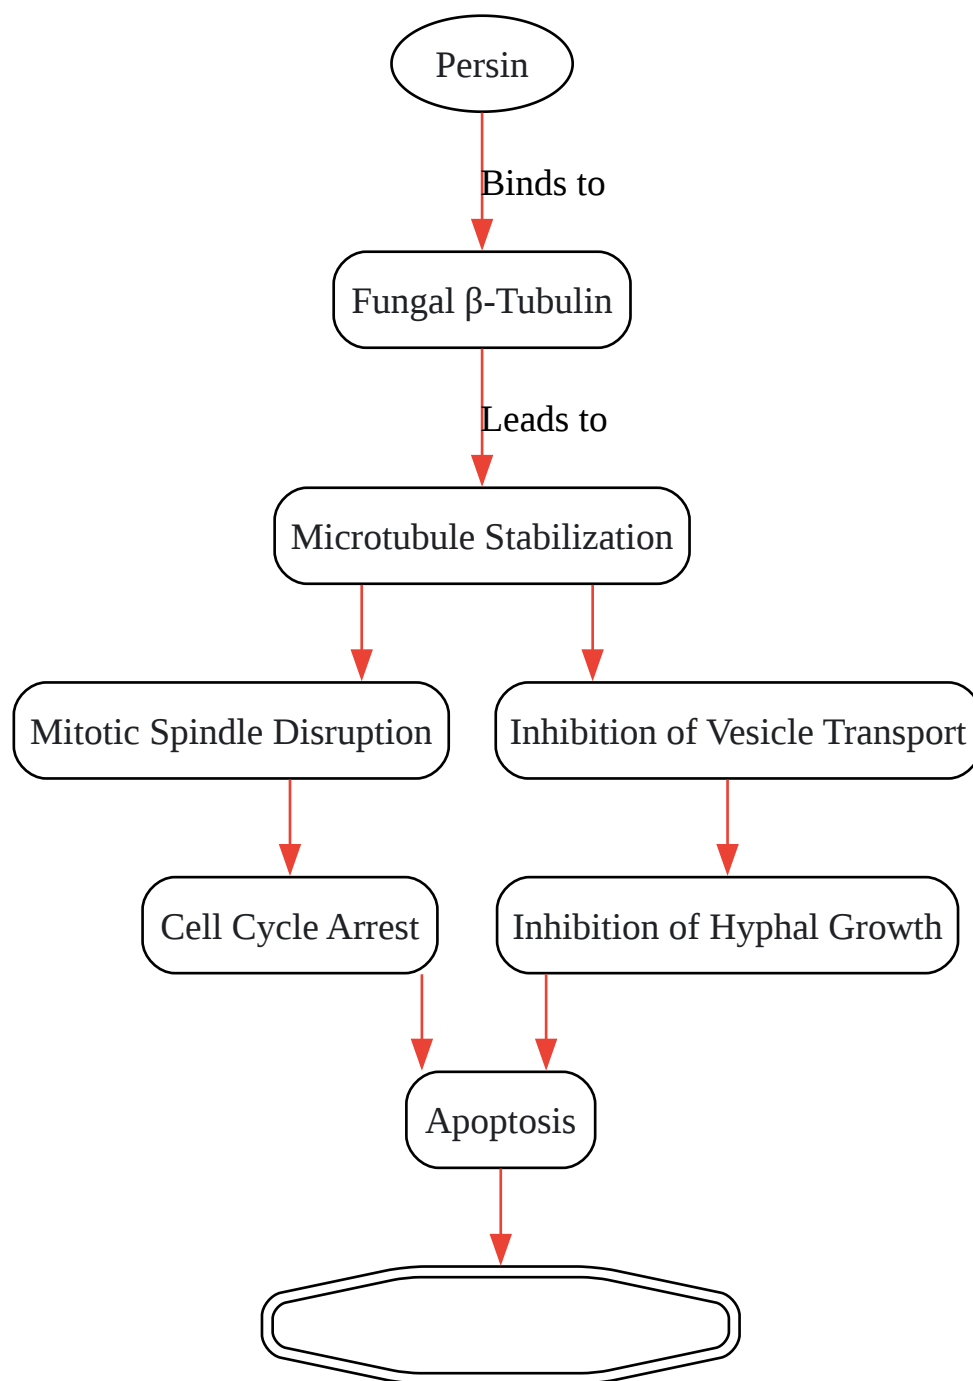 Persin
Binds to
Fungal β-Tubulin
Leads to
Microtubule Stabilization
Mitotic Spindle Disruption
Inhibition of Vesicle Transport
Cell Cycle Arrest
Inhibition of Hyphal Growth
Apoptosis